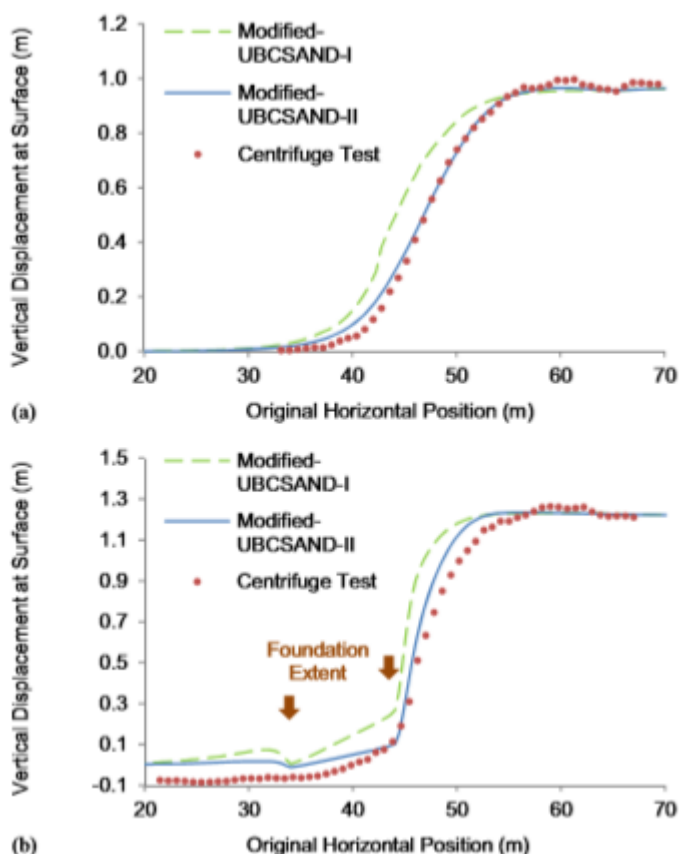 Vertical Displacement at Surface (m)
1.2
1.0
0.8
0.6
0.4
0.2
0.0
Modified-
UBCSAND-I
Modified-
UBCSAND-II
Centrifuge Test
20 30 40 50 60 70
(a)
Original Horizontal Position (m)
Vertical Displacement at Surface (m)
1.5
1.3
1.1
0.9
0.7
0.5
0.3
0.1
-0.1
Modified-
UBCSAND-I
Modified-
UBCSAND-II
Centrifuge Test
Foundation
Extent
20 30 40 50 60 70
(b)
Original Horizontal Position (m)